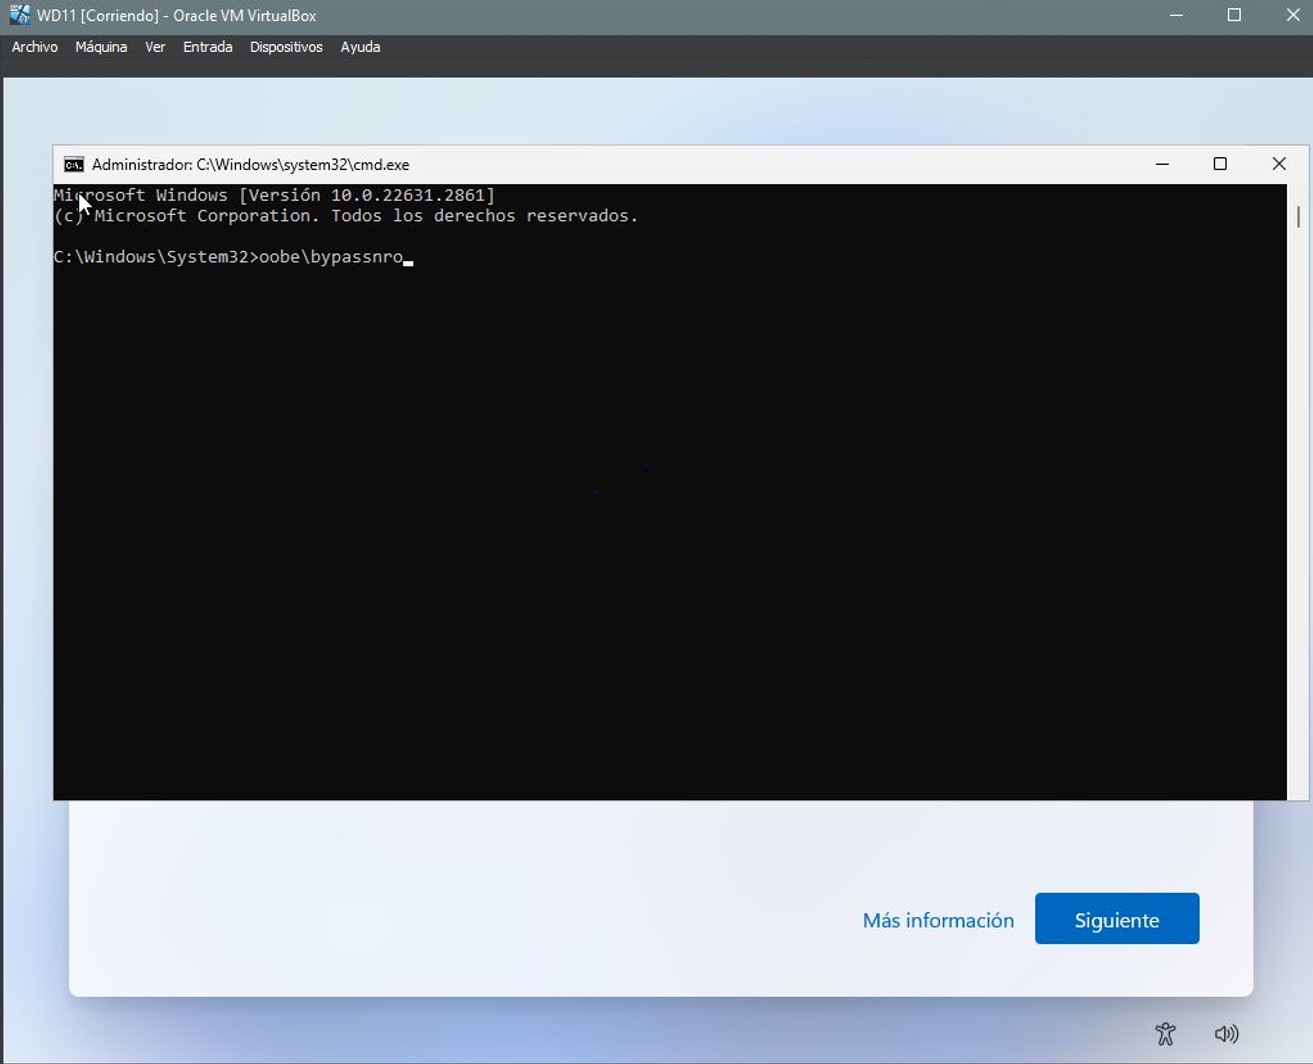 WD11 [Corriendo] - Oracle VM VirtualBox
Archivo Máquina Ver Entrada Dispositivos Ayuda
C:\. Administrador: C:\Windows\system32\cmd.exe
Microsoft Windows [Versión 10.0.22631.2861]
(c) Microsoft Corporation. Todos los derechos reservados.
C:\Windows\System32>oobe\bypassnro
Más información Siguiente